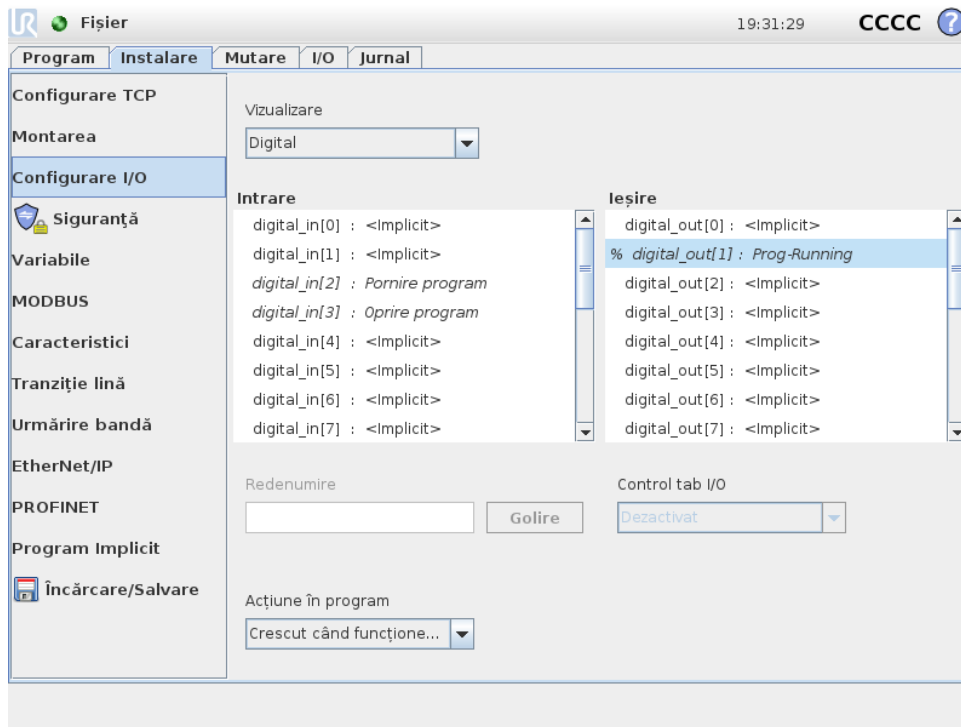 UR Fișier 19:31:29 CCCC ?
Program Instalare Mutare I/O Jurnal
Configurare TCP
Montarea
Configurare I/O
Siguranță
Variabile
MODBUS
Caracteristici
Tranziție lină
Urmărire bandă
EtherNet/IP
PROFINET
Program Implicit
Încărcare/Salvare
Vizualizare
Digital
Intrare
digital_in[0] : <Implicit>
digital_in[1] : <Implicit>
digital_in[2] : Pornire program
digital_in[3] : Oprire program
digital_in[4] : <Implicit>
digital_in[5] : <Implicit>
digital_in[6] : <Implicit>
digital_in[7] : <Implicit>
Ieșire
digital_out[0] : <Implicit>
% digital_out[1] : Prog-Running
digital_out[2] : <Implicit>
digital_out[3] : <Implicit>
digital_out[4] : <Implicit>
digital_out[5] : <Implicit>
digital_out[6] : <Implicit>
digital_out[7] : <Implicit>
Redenumire
Golire
Control tab I/O
Dezactivat
Acțiune în program
Crescut când funcțione...